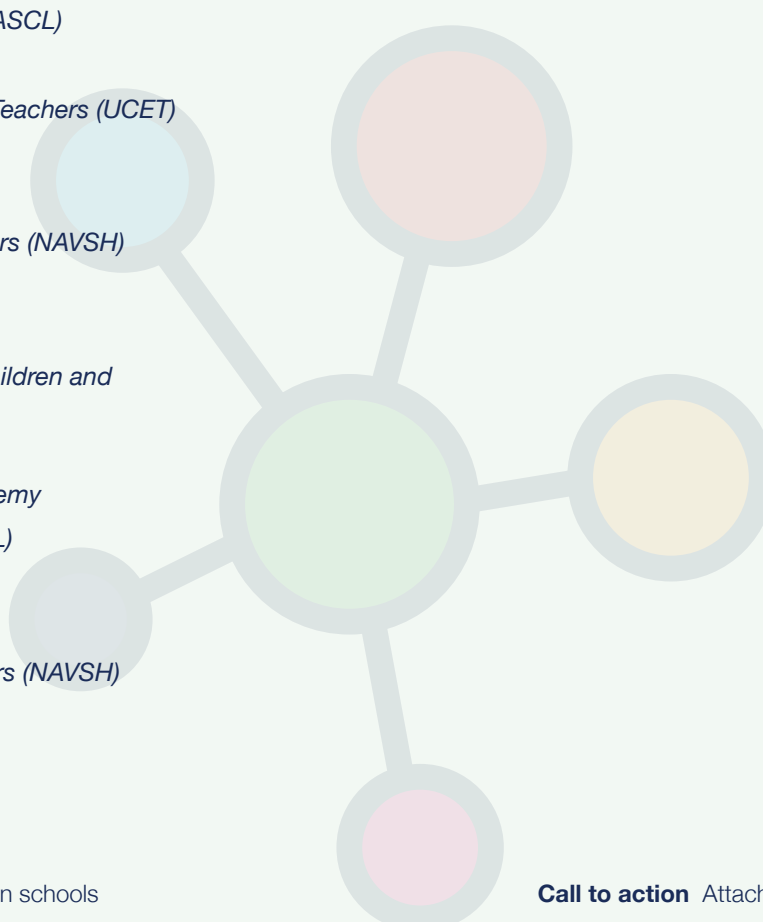 ASCL)
Teachers (UCET)
rs (NAVSH)
ildren and
emy
L)
rs (NAVSH)
n schools
Call to action Attach